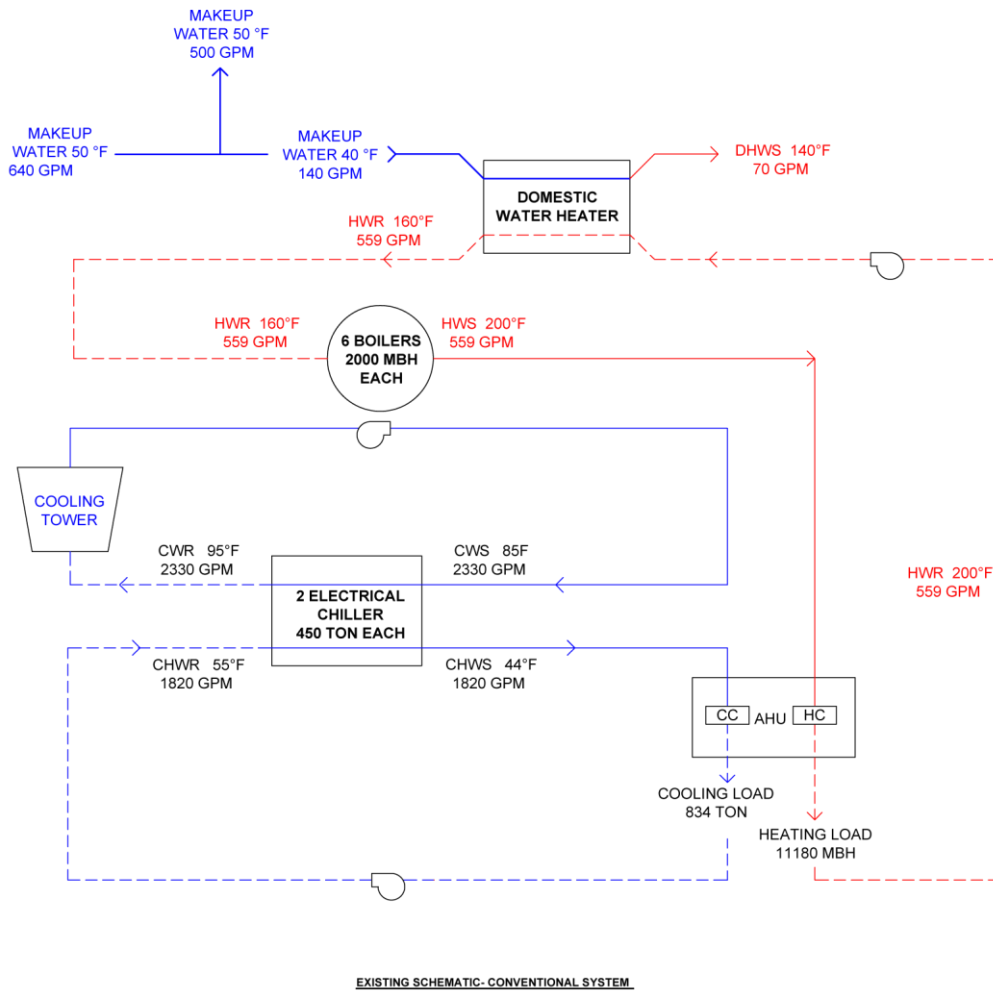 MAKEUP
WATER 50 °F
500 GPM
MAKEUP
WATER 50 °F
640 GPM
MAKEUP
WATER 40 °F
140 GPM
DHWS 140°F
70 GPM
DOMESTIC
WATER HEATER
HWR 160°F
559 GPM
HWR 160°F
559 GPM
6 BOILERS
2000 MBH
EACH
HWS 200°F
559 GPM
COOLING
TOWER
CWR 95°F
2330 GPM
CWS 85F
2330 GPM
2 ELECTRICAL
CHILLER
450 TON EACH
HWR 200°F
559 GPM
CHWR 55°F
1820 GPM
CHWS 44°F
1820 GPM
CC
AHU
HC
COOLING LOAD
834 TON
HEATING LOAD
11180 MBH
EXISTING SCHEMATIC- CONVENTIONAL SYSTEM